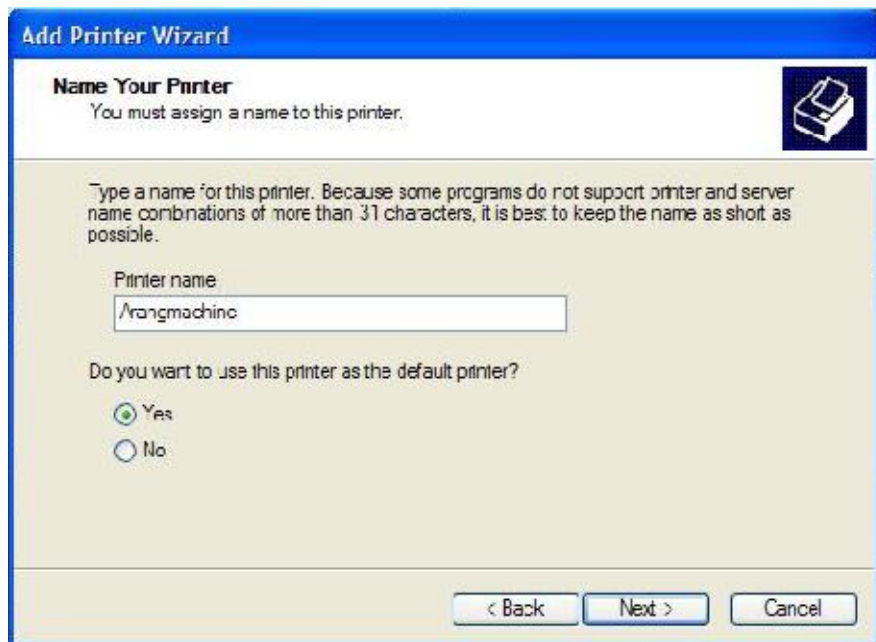 Add Printer Wizard
Name Your Printer
You must assign a name to this printer.
Type a name for this printer. Because some programs do not support printer and server
name combinations of more than 31 characters, it is best to keep the name as short as
possible.
Printer name
Arangmachine
Do you want to use this printer as the default printer?
Yes
No
< Back
Next >
Cancel